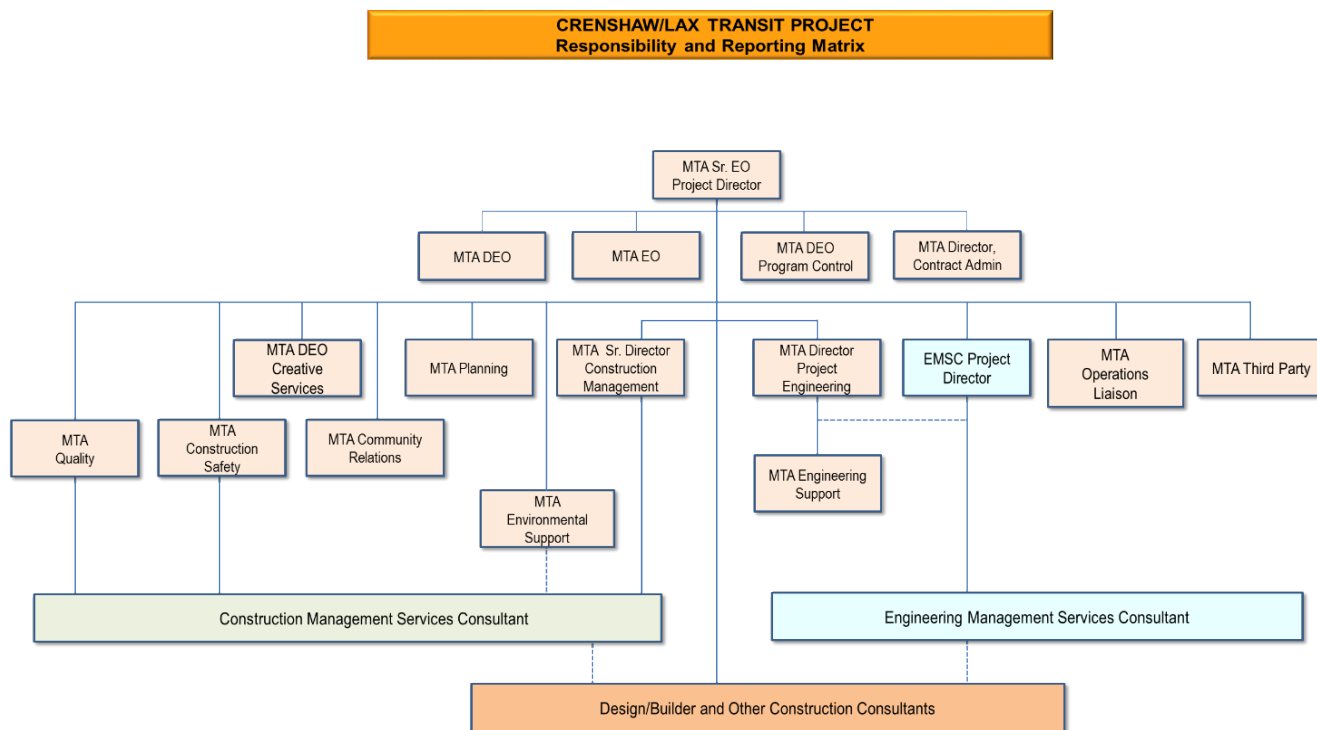 CRENSHAW/LAX TRANSIT PROJECT
Responsibility and Reporting Matrix
MTA Sr. EO
Project Director
MTA DEO
MTA EO
MTA DEO
Program Control
MTA Director,
Contract Admin
MTA DEO
Creative
Services
MTA Planning
MTA Sr. Director
Construction
Management
MTA Director
Project
Engineering
EMSC Project
Director
MTA
Operations
Liaison
MTA Third Party
MTA
Quality
MTA
Construction
Safety
MTA Community
Relations
MTA Engineering
Support
MTA
Environmental
Support
Construction Management Services Consultant
Engineering Management Services Consultant
Design/Builder and Other Construction Consultants